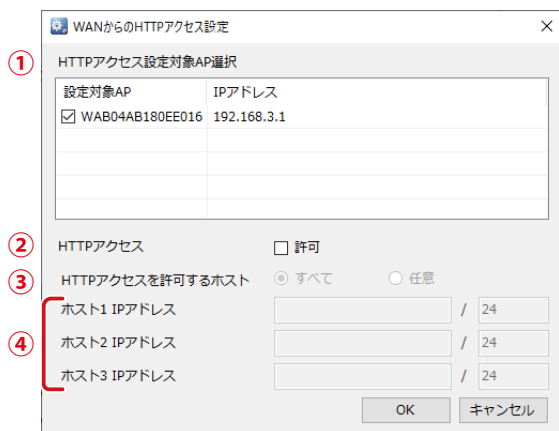 WANからのHTTPアクセス設定
① HTTPアクセス設定対象AP選択
設定対象AP IPアドレス
WAB04AB180EE016 192.168.3.1
② HTTPアクセス 許可
③ HTTPアクセスを許可するホスト すべて 任意
ホスト1 IPアドレス / 24
④ ホスト2 IPアドレス / 24
ホスト3 IPアドレス / 24
OK キャンセル